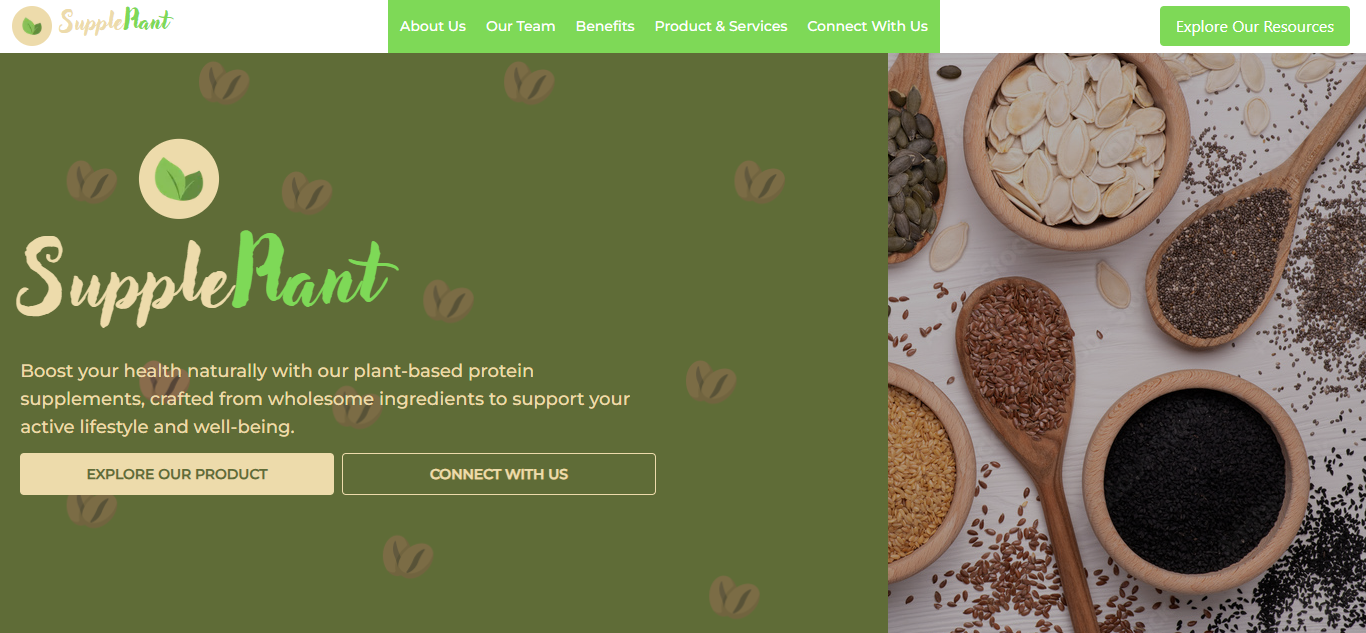 SupplePlant
About Us Our Team Benefits Product & Services Connect With Us
Explore Our Resources
SupplePlant
Boost your health naturally with our plant-based protein
supplements, crafted from wholesome ingredients to support your
active lifestyle and well-being.
EXPLORE OUR PRODUCT
CONNECT WITH US